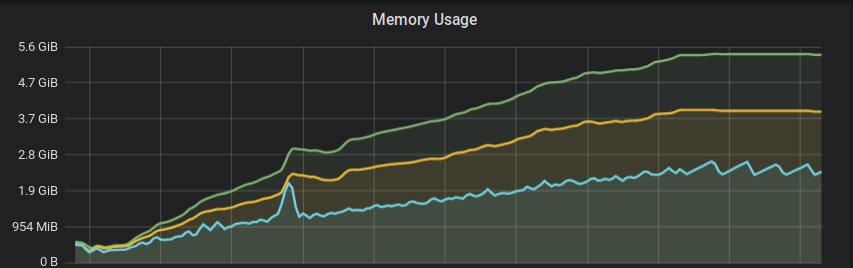 Memory Usage
5.6 GiB
4.7 GiB
3.7 GiB
2.8 GiB
1.9 GiB
954 MiB
0 B